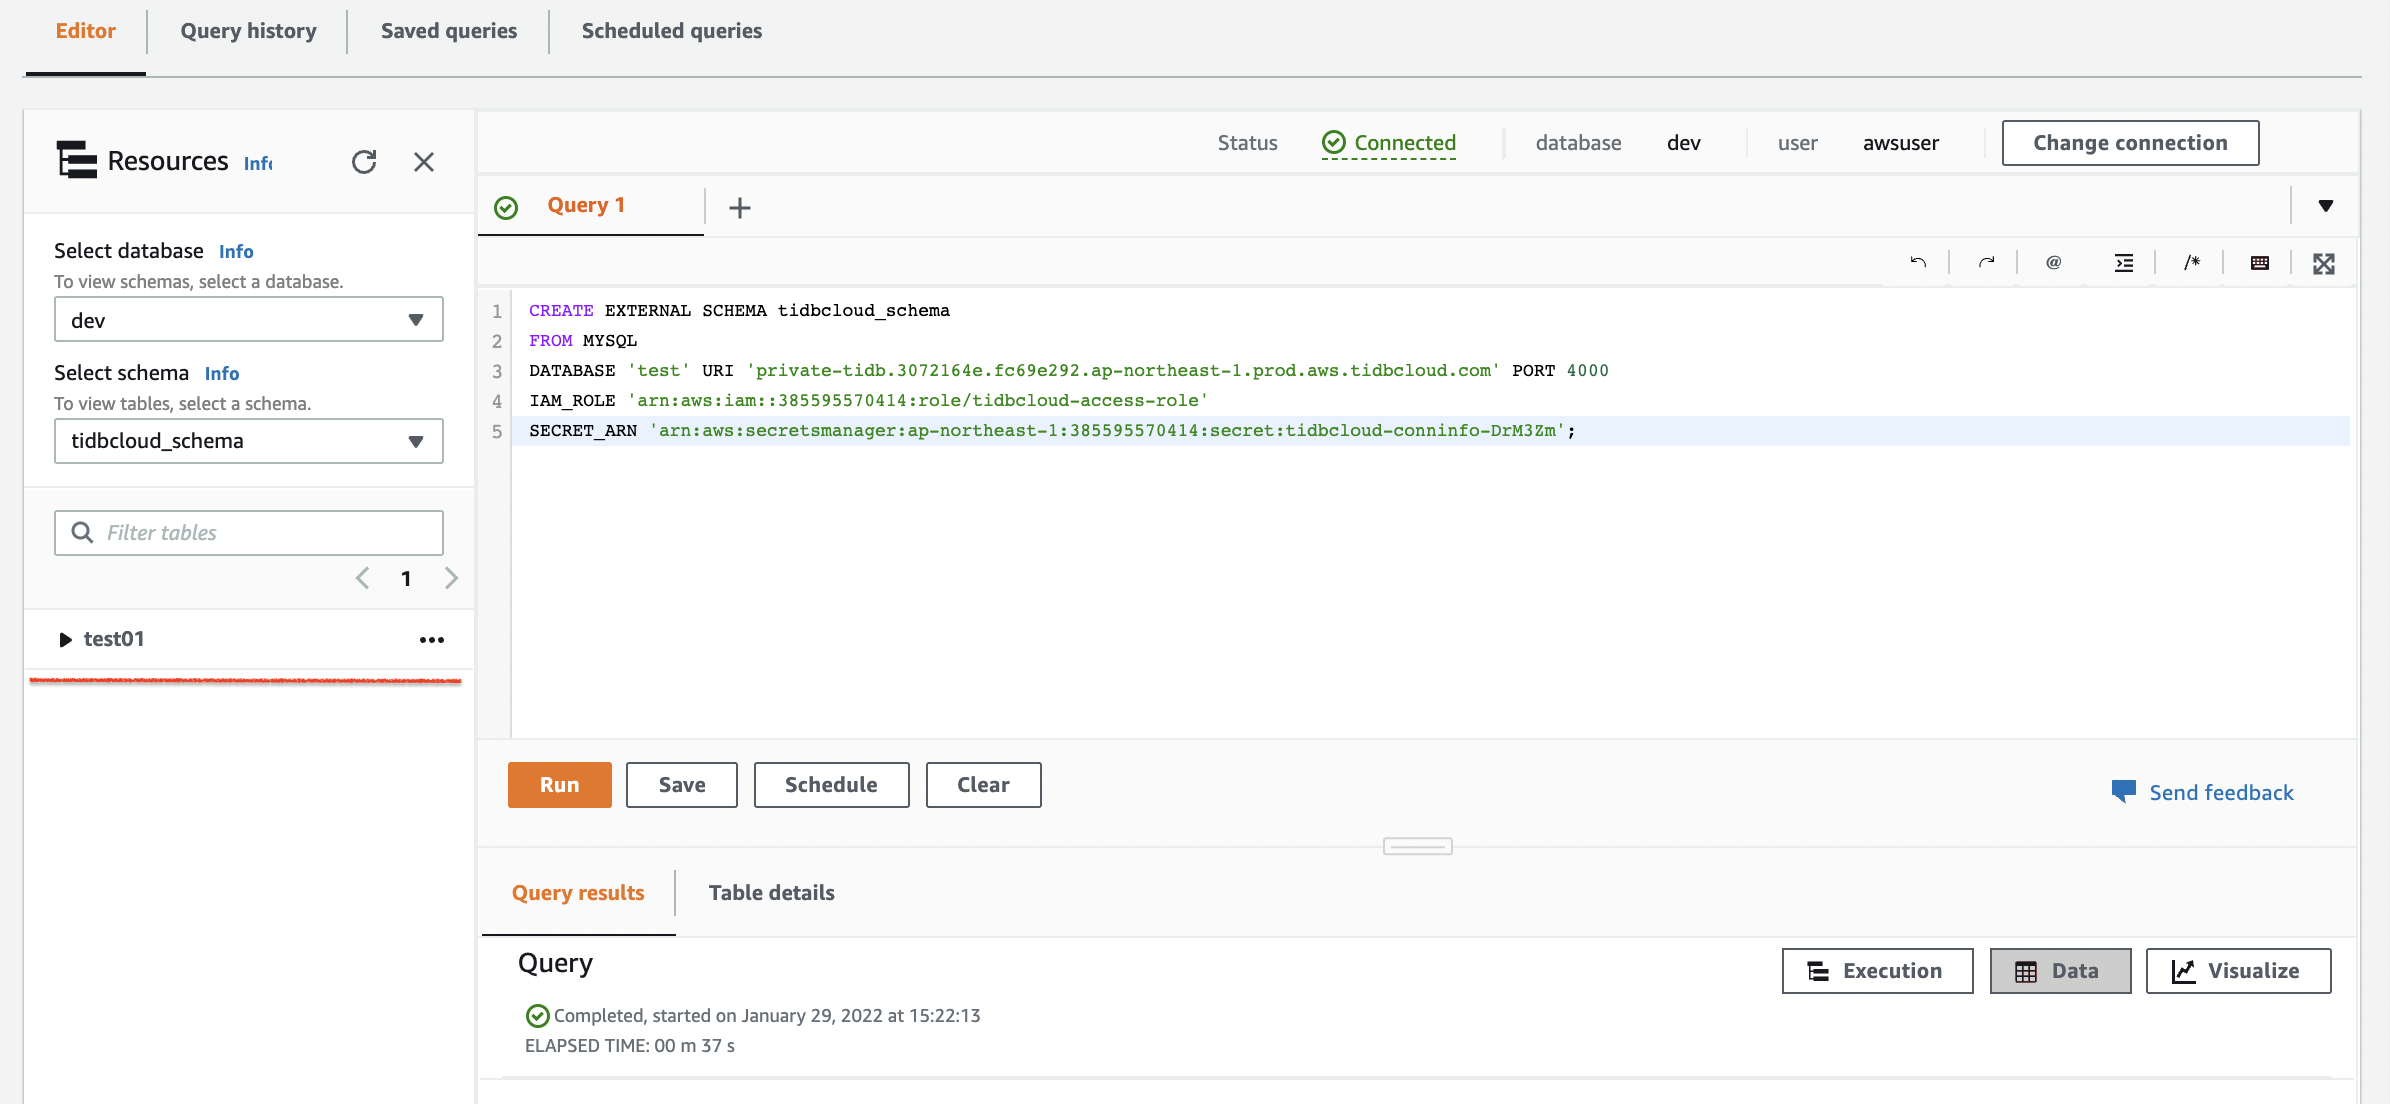 Editor Query history Saved queries Scheduled queries
Resources Info
Status Connected database dev user awsuser Change connection
Query 1
Select database Info
To view schemas, select a database.
dev
Select schema Info
To view tables, select a schema.
tidbcloud_schema
Filter tables
1
test01
@ /*
1 CREATE EXTERNAL SCHEMA tidbcloud_schema
2 FROM MYSQL
3 DATABASE 'test' URI 'private-tidb.3072164e.fc69e292.ap-northeast-1.prod.aws.tidbcloud.com' PORT 4000
4 IAM_ROLE 'arn:aws:iam::385595570414:role/tidbcloud-access-role'
5 SECRET_ARN 'arn:aws:secretsmanager:ap-northeast-1:385595570414:secret:tidbcloud-conninfo-DrM3Zm';
Run Save Schedule Clear
Send feedback
Query results Table details
Query
Execution Data Visualize
Completed, started on January 29, 2022 at 15:22:13
ELAPSED TIME: 00 m 37 s